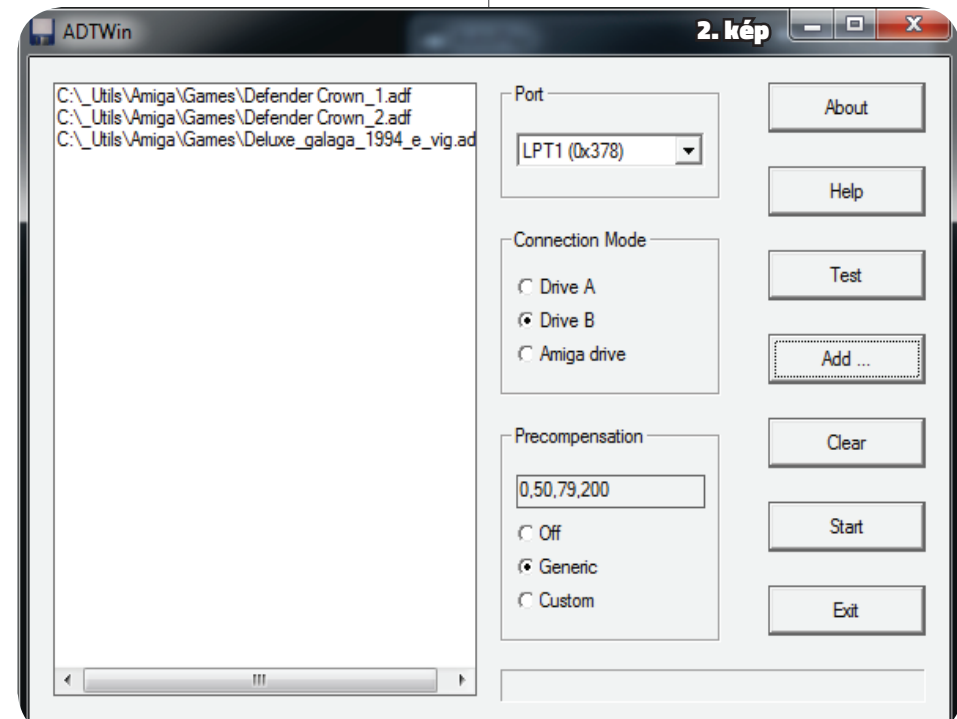 ADTWin
2. kép
C:\_Utils\Amiga\Games\Defender Crown_1.adf
C:\_Utils\Amiga\Games\Defender Crown_2.adf
C:\_Utils\Amiga\Games\Deluxe_galaga_1994_e_vig.ad
Port
LPT1 (0x378)
Connection Mode
Drive A
Drive B
Amiga drive
Precompensation
0,50,79,200
Off
Generic
Custom
About
Help
Test
Add ...
Clear
Start
Exit